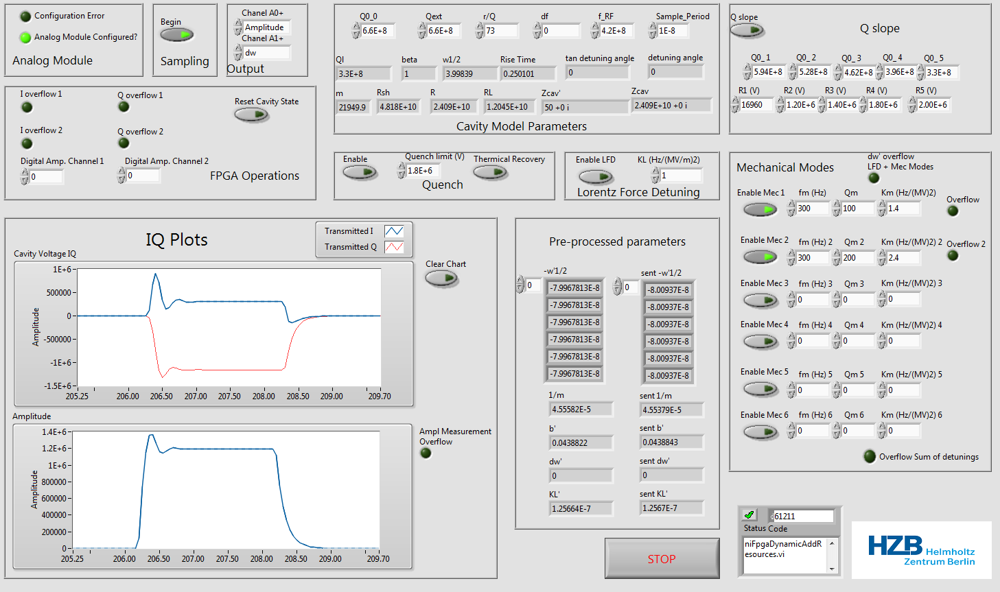 Configuration Error
Analog Module Configured?
Analog Module
Begin
Sampling
Chanel A0+
Amplitude
Chanel A1+
dw
Output
I overflow 1
Q overflow 1
Reset Cavity State
I overflow 2
Q overflow 2
Digital Amp. Channel 1
Digital Amp. Channel 2
0
0
FPGA Operations
Q0_0 Qext r/Q df f_RF Sample_Period
6.6E+8 6.6E+8 73 0 4.2E+8 1E-8
Ql beta w1/2 Rise Time tan detuning angle detuning angle
3.3E+8 1 3.99839 0.250101 0 0
m Rsh R RL Zcav' Zcav
21949.9 4.818E+10 2.409E+10 1.2045E+10 50 +0 i 2.409E+10 +0 i
Cavity Model Parameters
Q slope
Q slope
Q0_ 1 Q0_ 2 Q0_ 3 Q0_ 4 Q0_ 5
5.94E+8 5.28E+8 4.62E+8 3.96E+8 3.3E+8
R1 (V) R2 (V) R3 (V) R4 (V) R5 (V)
16960 1.20E+6 1.40E+6 1.80E+6 2.00E+6
Enable
Quench limit (V)
1.8E+6
Thermical Recovery
Quench
Enable LFD
KL (Hz/(MV/m)2)
1
Lorentz Force Detuning
Mechanical Modes
dw' overflow
LFD + Mec Modes
Enable Mec 1 fm (Hz) Qm Km (Hz/(MV)2)
300 100 1.4
Overflow
Enable Mec 2 fm (Hz) 2 Qm 2 Km (Hz/(MV)2) 2
300 200 2.4
Overflow 2
Enable Mec 3 fm (Hz) 3 Qm 3 Km (Hz/(MV)2) 3
0 0 0
Enable Mec 4 fm (Hz) 4 Qm 4 Km (Hz/(MV)2) 4
0 0 0
Enable Mec 5 fm (Hz) 5 Qm 5 Km (Hz/(MV)2) 5
0 0 0
Enable Mec 6 fm (Hz) 6 Qm 6 Km (Hz/(MV)2) 6
0 0 0
Overflow Sum of detunings
IQ Plots
Transmitted I
Transmitted Q
Cavity Voltage IQ
Clear Chart
Amplitude
1E+6
500000
0
-500000
-1E+6
-1.5E+6
205.25 206.00 206.50 207.00 207.50 208.00 208.50 209.00 209.70
Amplitude
Ampl Measurement
Overflow
Amplitude
1.4E+6
1.2E+6
1E+6
800000
600000
400000
200000
0
205.25 206.00 206.50 207.00 207.50 208.00 208.50 209.00 209.70
Pre-processed parameters
-w'1/2 sent -w'1/2
0 0
-7.9967813E-8 -8.00937E-8
-7.9967813E-8 -8.00937E-8
-7.9967813E-8 -8.00937E-8
-7.9967813E-8 -8.00937E-8
-7.9967813E-8 -8.00937E-8
-7.9967813E-8 -8.00937E-8
1/m sent 1/m
4.55582E-5 4.55379E-5
b' sent b'
0.0438822 0.0438843
dw' sent dw'
0 0
KL' sent KL'
1.25664E-7 1.2567E-7
STOP
61211
Status Code
niFpgaDynamicAddR
esources.vi
HZB Helmholtz
Zentrum Berlin